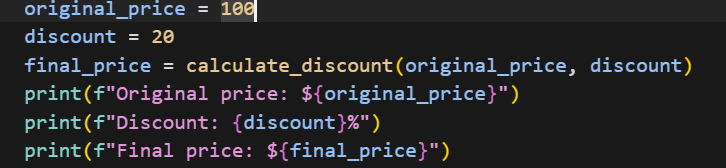 original_price = 100
discount = 20
final_price = calculate_discount(original_price, discount)
print(f"Original price: ${original_price}")
print(f"Discount: {discount}%")
print(f"Final price: ${final_price}")